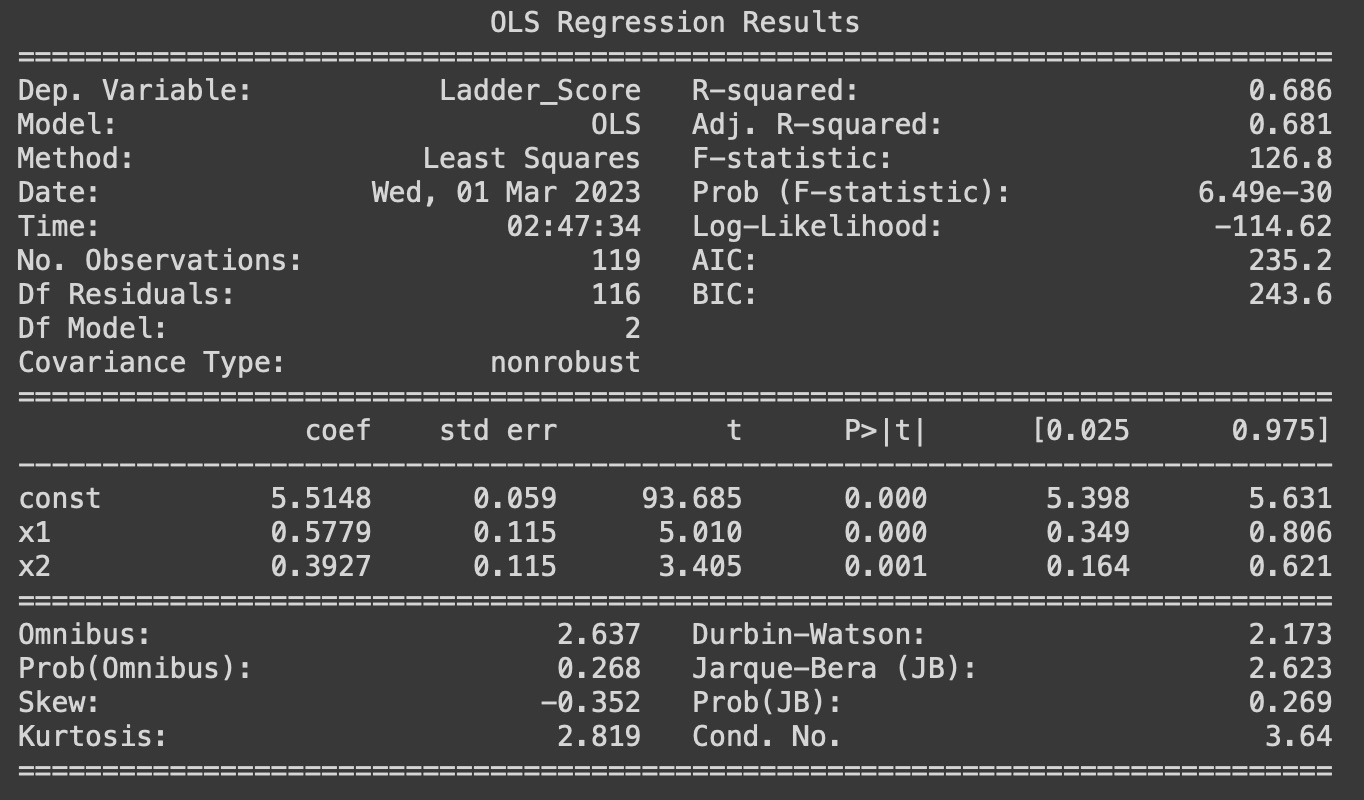 OLS Regression Results
==============================================================================
Dep. Variable:           Ladder_Score   R-squared:                       0.686
Model:                            OLS   Adj. R-squared:                  0.681
Method:                 Least Squares   F-statistic:                     126.8
Date:                Wed, 01 Mar 2023   Prob (F-statistic):           6.49e-30
Time:                        02:47:34   Log-Likelihood:                -114.62
No. Observations:                 119   AIC:                             235.2
Df Residuals:                     116   BIC:                             243.6
Df Model:                           2
Covariance Type:            nonrobust
==============================================================================
                 coef    std err          t      P>|t|      [0.025      0.975]
------------------------------------------------------------------------------
const          5.5148      0.059     93.685      0.000       5.398       5.631
x1             0.5779      0.115      5.010      0.000       0.349       0.806
x2             0.3927      0.115      3.405      0.001       0.164       0.621
==============================================================================
Omnibus:                        2.637   Durbin-Watson:                   2.173
Prob(Omnibus):                  0.268   Jarque-Bera (JB):                2.623
Skew:                          -0.352   Prob(JB):                        0.269
Kurtosis:                       2.819   Cond. No.                         3.64
==============================================================================